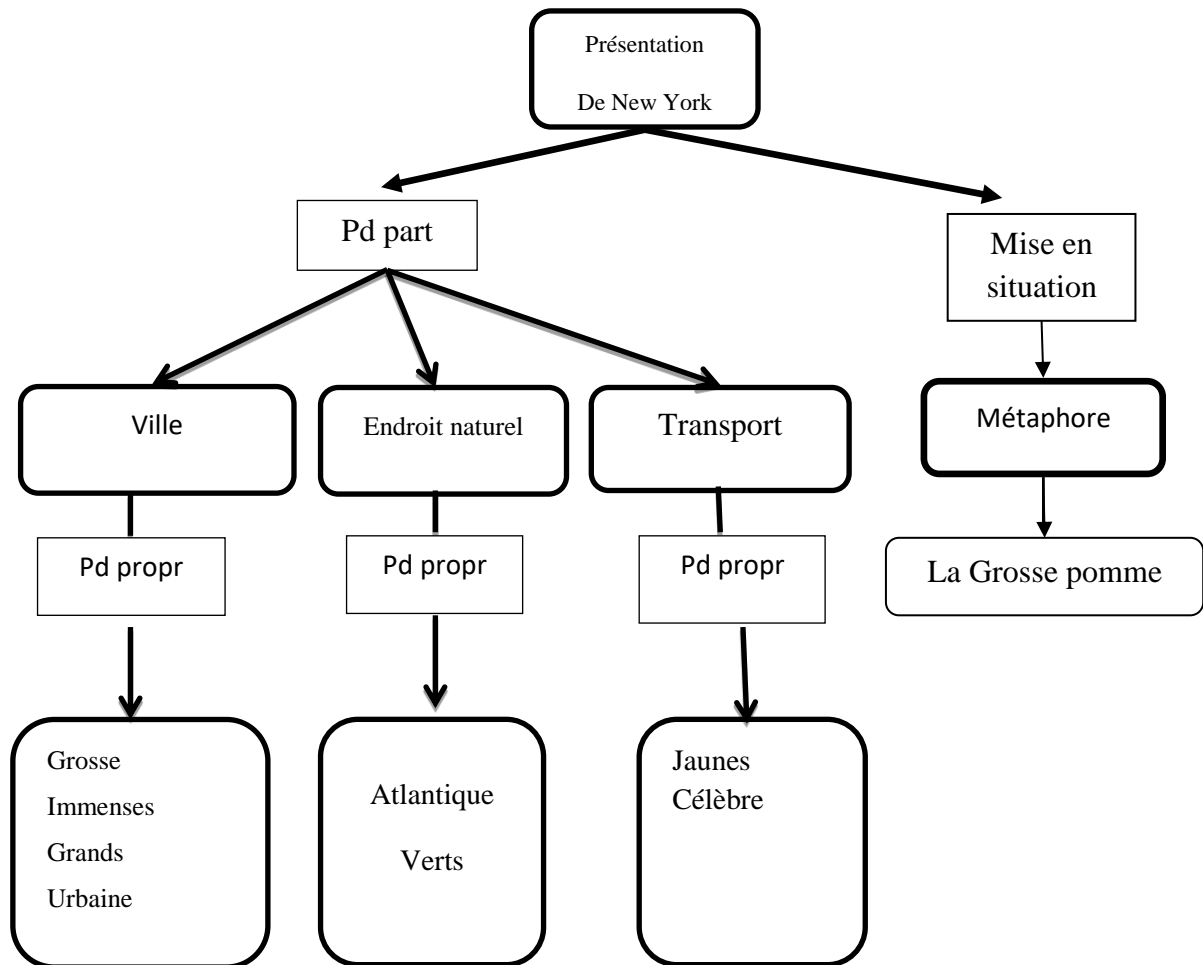 Présentation
De New York
Pd part
Mise en
situation
Ville
Endroit naturel
Transport
Métaphore
Pd propr
Pd propr
Pd propr
La Grosse pomme
Grosse
Immenses
Grands
Urbaine
Atlantique
Verts
Jaunes
Célèbre